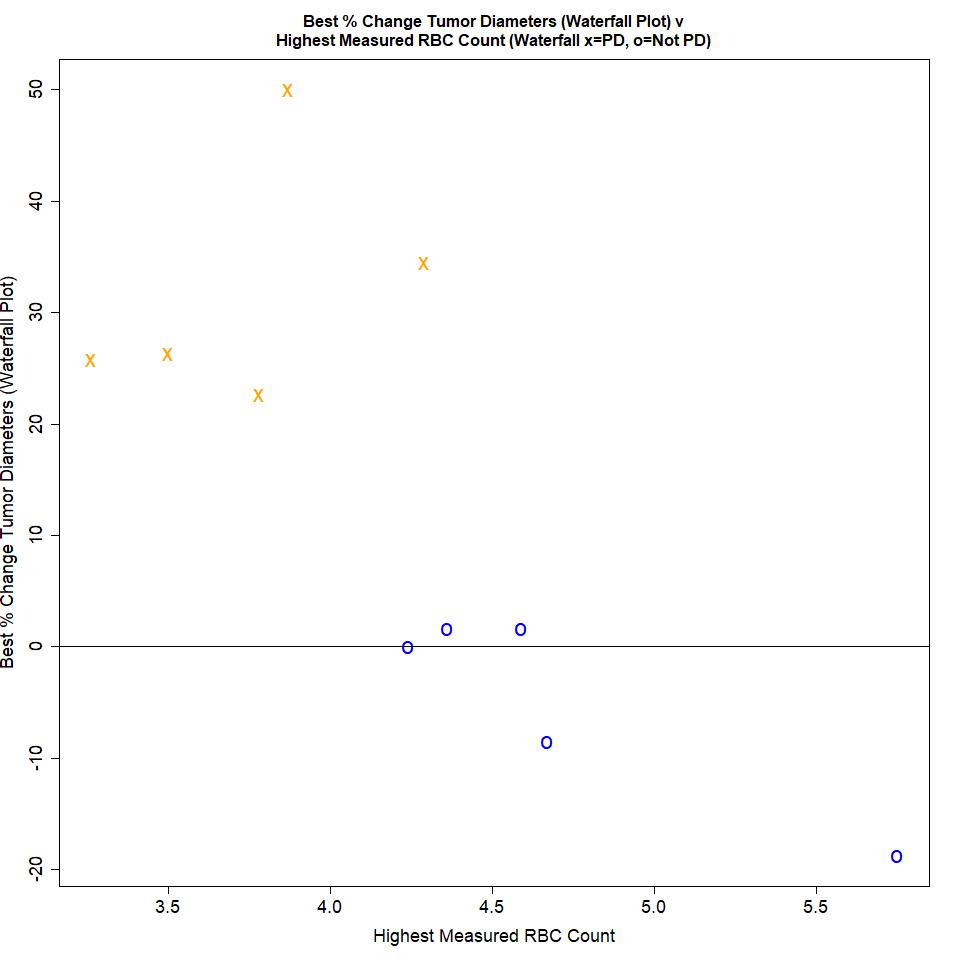 Best % Change Tumor Diameters (Waterfall Plot) v
Highest Measured RBC Count (Waterfall x=PD, o=Not PD)
Best % Change Tumor Diameters (Waterfall Plot)
50
40
30
20
10
0
-10
-20
x
x
x
x
x
o
o
o
o
o
3.5 4.0 4.5 5.0 5.5
Highest Measured RBC Count